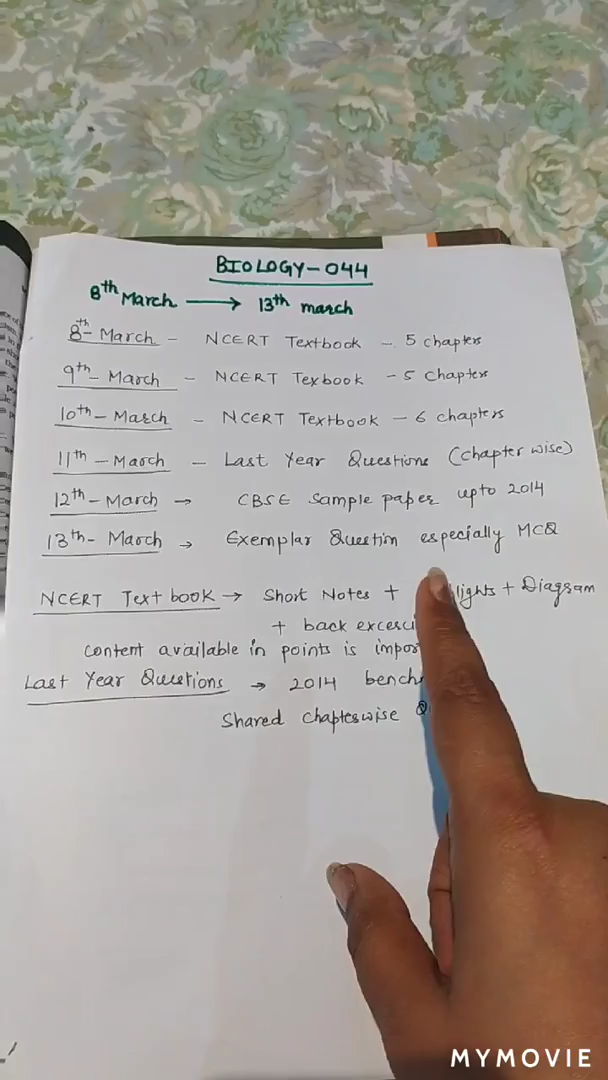 BIOLOGY-044
8th March → 13th march
8th- March - NCERT Textbook - 5 chapters
9th- March - NCERT Texbook - 5 chapters
10th- March - NCERT Textbook - 6 chapters
11th- March - Last Year Questions (chapter wise)
12th- March → CBSE Sample paper upto 2014
13th- March → Exemplar Question especially MCQ
NCERT Text book → Short Notes + lights + Diagram
+ back
content available in points is
Last Year Questions → 2014
Shared chapterwise
MYMOVIE